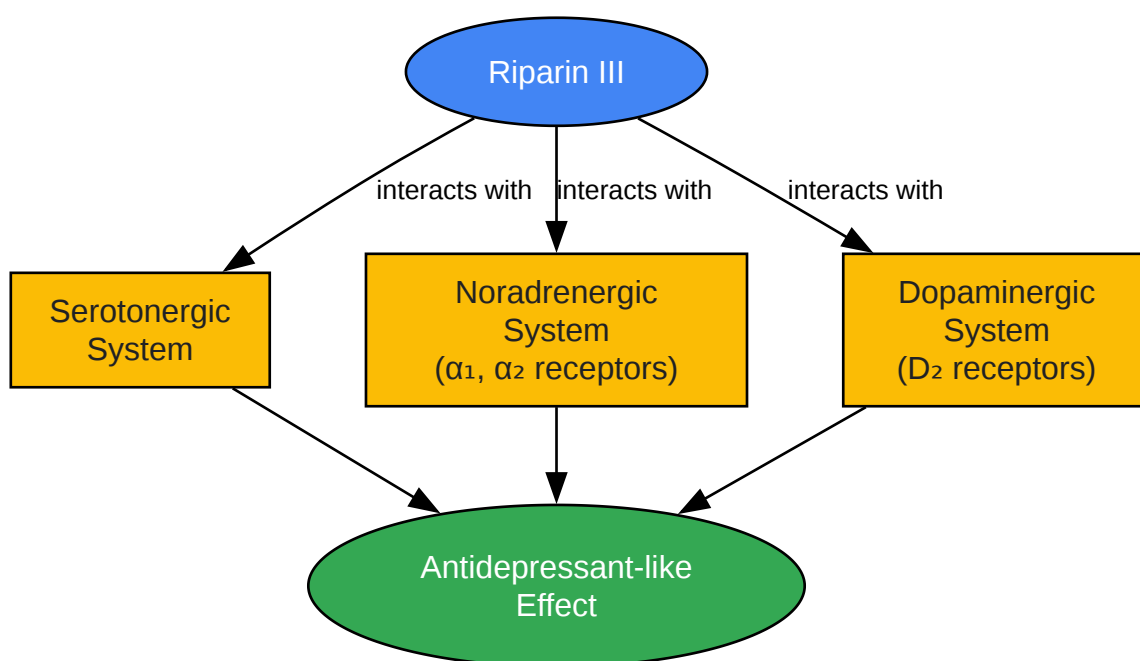 Riparin III
interacts with
interacts with
interacts with
Serotonergic
System
Noradrenergic
System
(α₁, α₂ receptors)
Dopaminergic
System
(D₂ receptors)
Antidepressant-like
Effect